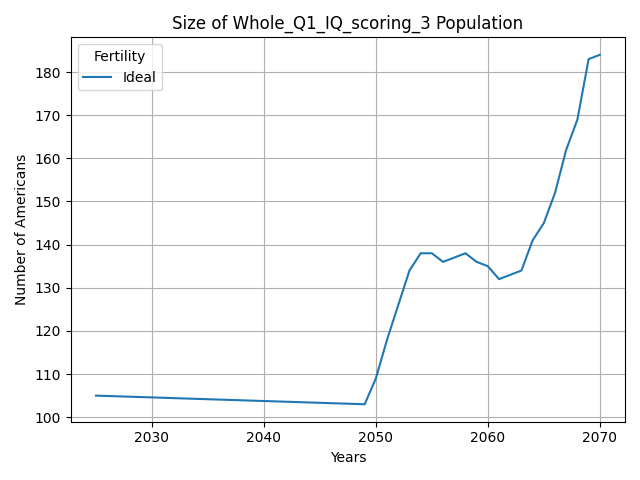 Size of Whole_Q1_IQ_scoring_3 Population
Fertility
Ideal
Number of Americans
180
170
160
150
140
130
120
110
100
2030 2040 2050 2060 2070
Years